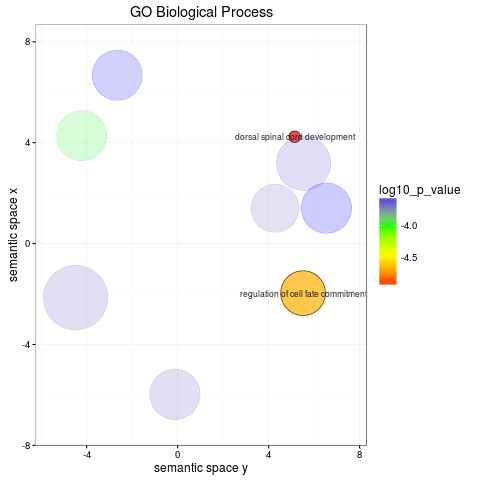 GO Biological Process
8
4
0
-4
-8
semantic space x
dorsal spinal cord development
regulation of cell fate commitment
-4
0
4
8
semantic space y
log10_p_value
-4.0
-4.5